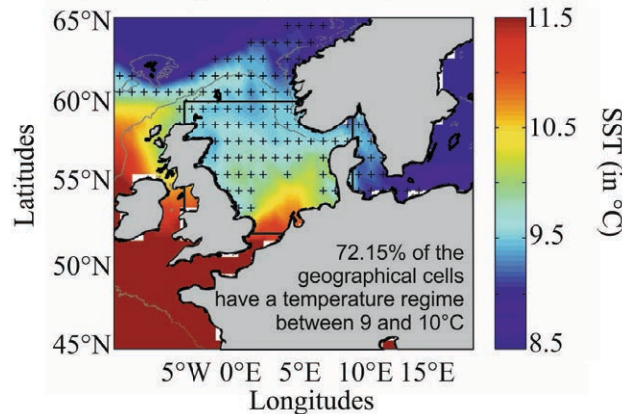 65°N
60°N
55°N
50°N
45°N
Latitudes
5°W 0°E 5°E 10°E 15°E
Longitudes
72.15% of the
geographical cells
have a temperature regime
between 9 and 10°C
11.5
10.5
9.5
8.5
SST (in °C)